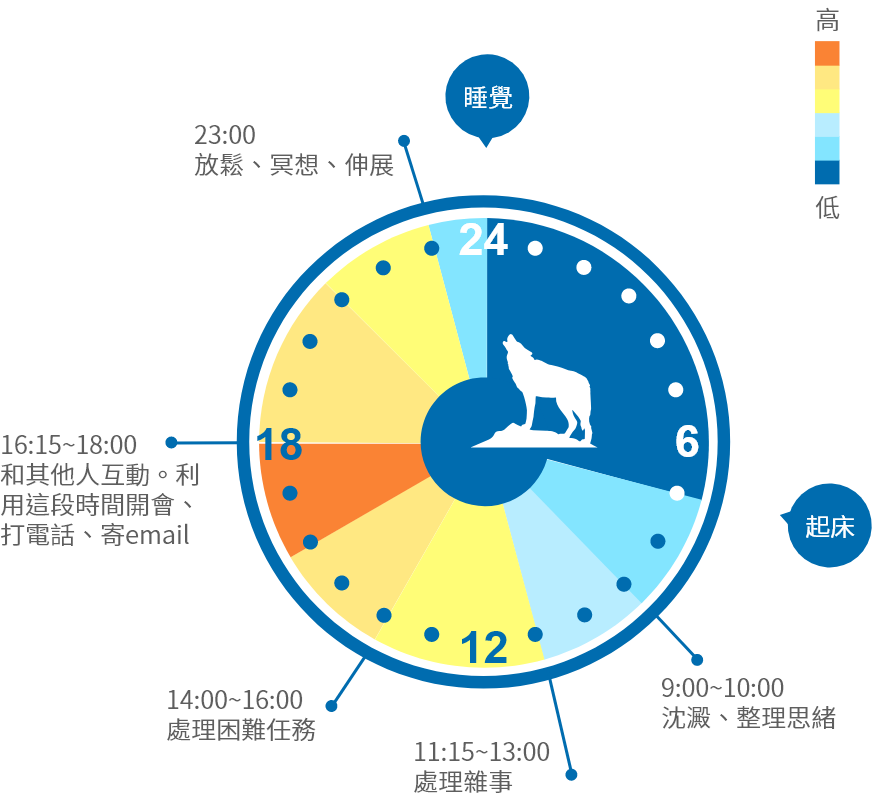 高
低
睡覺
23:00
放鬆、冥想、伸展
24
6
18
12
16:15~18:00
和其他人互動。利
用這段時間開會、
打電話、寄email
起床
9:00~10:00
沈澱、整理思緒
14:00~16:00
處理困難任務
11:15~13:00
處理雜事